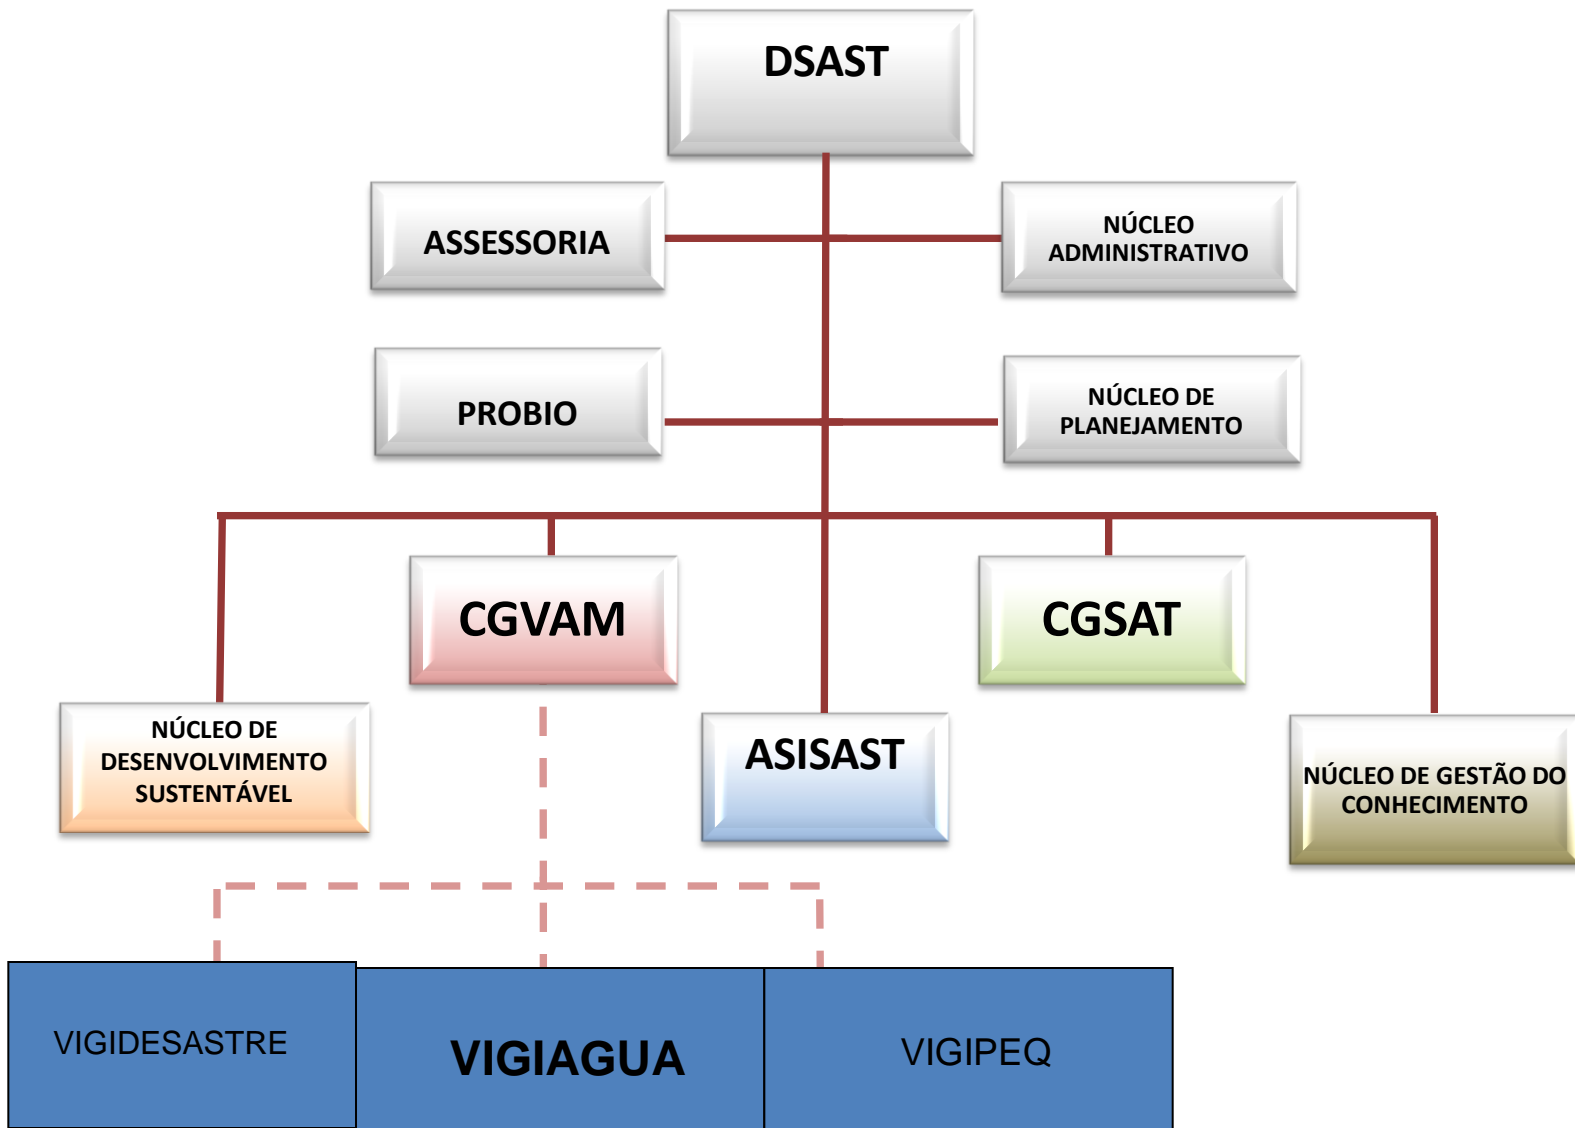 DSAST
ASSESSORIA
NÚCLEO
ADMINISTRATIVO
PROBIO
NÚCLEO DE
PLANEJAMENTO
CGVAM
CGSAT
NÚCLEO DE
DESENVOLVIMENTO
SUSTENTÁVEL
ASISAST
NÚCLEO DE GESTÃO DO
CONHECIMENTO
VIGIDESASTRE
VIGIAGUA
VIGIPEQ